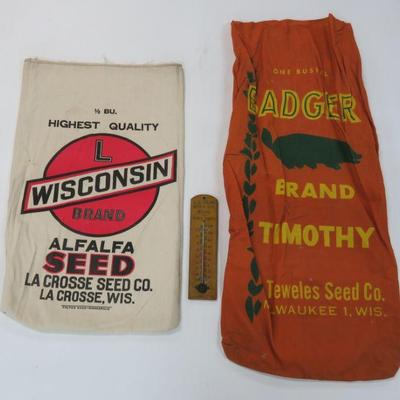 ½ BU.
HIGHEST QUALITY
L
WISCONSIN
BRAND
ALFALFA
SEED
LA CROSSE SEED CO.
LA CROSSE, WIS.
ONE BUSHEL
BADGER
BRAND
TIMOTHY
Teweles Seed Co.
MILWAUKEE 1, WIS.